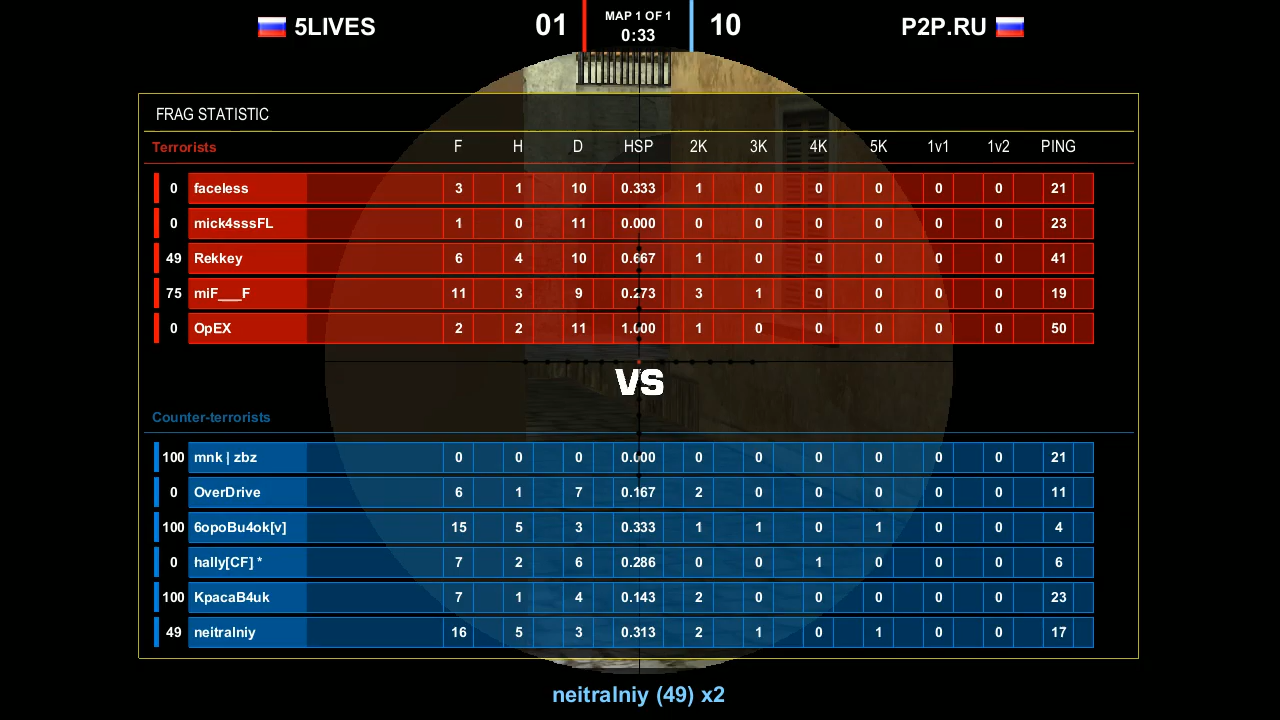 5LIVES 01 MAP 1 OF 1 10 P2P.RU
0:33
FRAG STATISTIC
Terrorists F H D HSP 2K 3K 4K 5K 1v1 1v2 PING
0 faceless 3 1 10 0.333 1 0 0 0 0 0 21
0 mick4sssFL 1 0 11 0.000 0 0 0 0 0 0 23
49 Rekkey 6 4 10 0.667 1 0 0 0 0 0 41
75 miF___F 11 3 9 0.273 3 1 0 0 0 0 19
0 OpEX 2 2 11 1.000 1 0 0 0 0 0 50
VS
Counter-terrorists
100 mnk | zbz 0 0 0 0.000 0 0 0 0 0 0 21
0 OverDrive 6 1 7 0.167 2 0 0 0 0 0 11
100 6opoBu4ok[v] 15 5 3 0.333 1 1 0 1 0 0 4
0 hally[CF] * 7 2 6 0.286 0 0 1 0 0 0 6
100 KpacaB4uk 7 1 4 0.143 2 0 0 0 0 0 23
49 neitralniy 16 5 3 0.313 2 1 0 1 0 0 17
neitralniy (49) x2